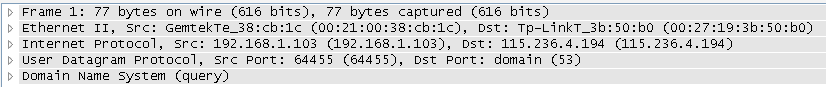 Frame 1: 77 bytes on wire (616 bits), 77 bytes captured (616 bits)
Ethernet II, Src: GemtekTe_38:cb:1c (00:21:00:38:cb:1c), Dst: Tp-LinkT_3b:50:b0 (00:27:19:3b:50:b0)
Internet Protocol, Src: 192.168.1.103 (192.168.1.103), Dst: 115.236.4.194 (115.236.4.194)
User Datagram Protocol, Src Port: 64455 (64455), Dst Port: domain (53)
Domain Name System (query)